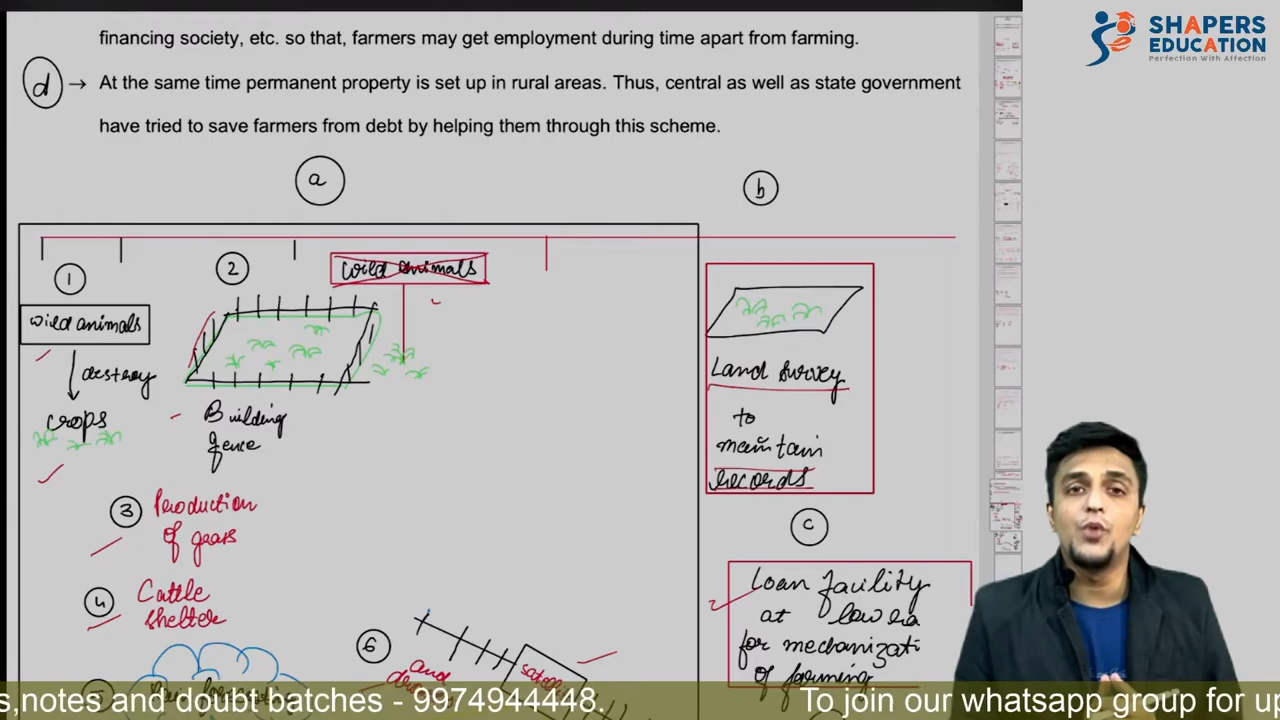 financing society, etc. so that, farmers may get employment during time apart from farming.
d → At the same time permanent property is set up in rural areas. Thus, central as well as state government
have tried to save farmers from debt by helping them through this scheme.
SHAPERS
EDUCATION
Perfection With Affection
a
b
1
wild animals
destroy
crops
2
wild animals
Building
fence
3 Production
of gears
4 Cattle
shelter
5
6
and
Land survey
to
maintain
records
c
Loan facility
at
for mechanizati
of farming
s,notes and doubt batches - 9974944448.
To join our whatsapp group for up